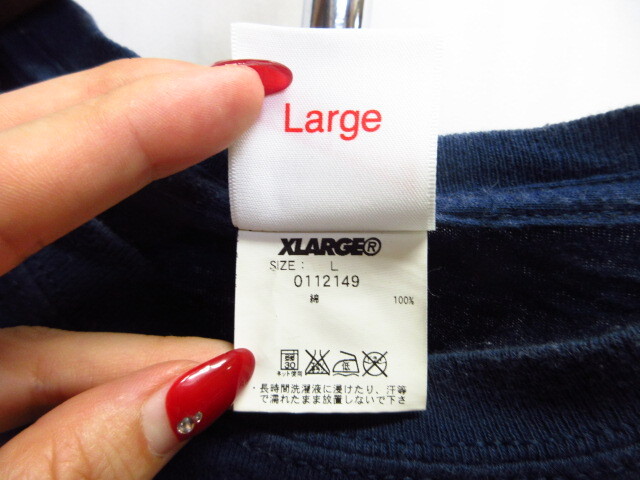 Large
XLARGE®
SIZE： L
0112149
綿 100%
ネット使用
・長時間洗濯液に浸けたり、汗等
で濡れたまま放置しないで下さ